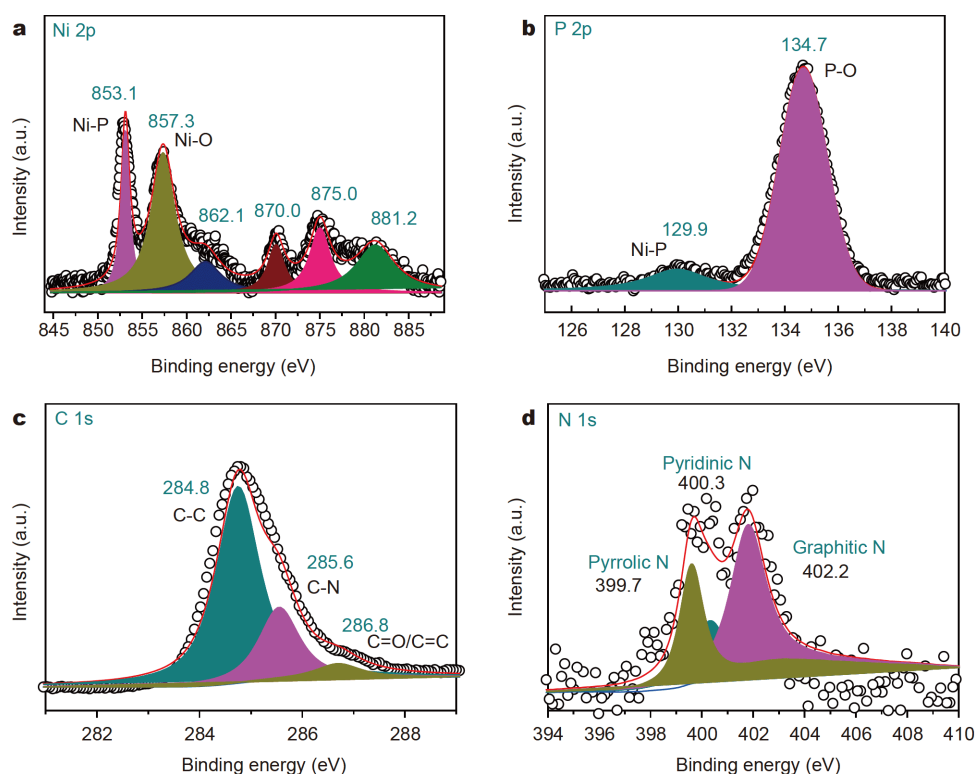 a
Ni 2p
853.1
Ni-P
857.3
Ni-O
862.1
870.0
875.0
881.2
Intensity (a.u.)
845 850 855 860 865 870 875 880 885
Binding energy (eV)
b
P 2p
134.7
P-O
129.9
Ni-P
Intensity (a.u.)
126 128 130 132 134 136 138 140
Binding energy (eV)
c
C 1s
284.8
C-C
285.6
C-N
286.8
C=O/C=C
Intensity (a.u.)
282 284 286 288
Binding energy (eV)
d
N 1s
Pyridinic N
400.3
Pyrrolic N
399.7
Graphitic N
402.2
Intensity (a.u.)
394 396 398 400 402 404 406 408 410
Binding energy (eV)